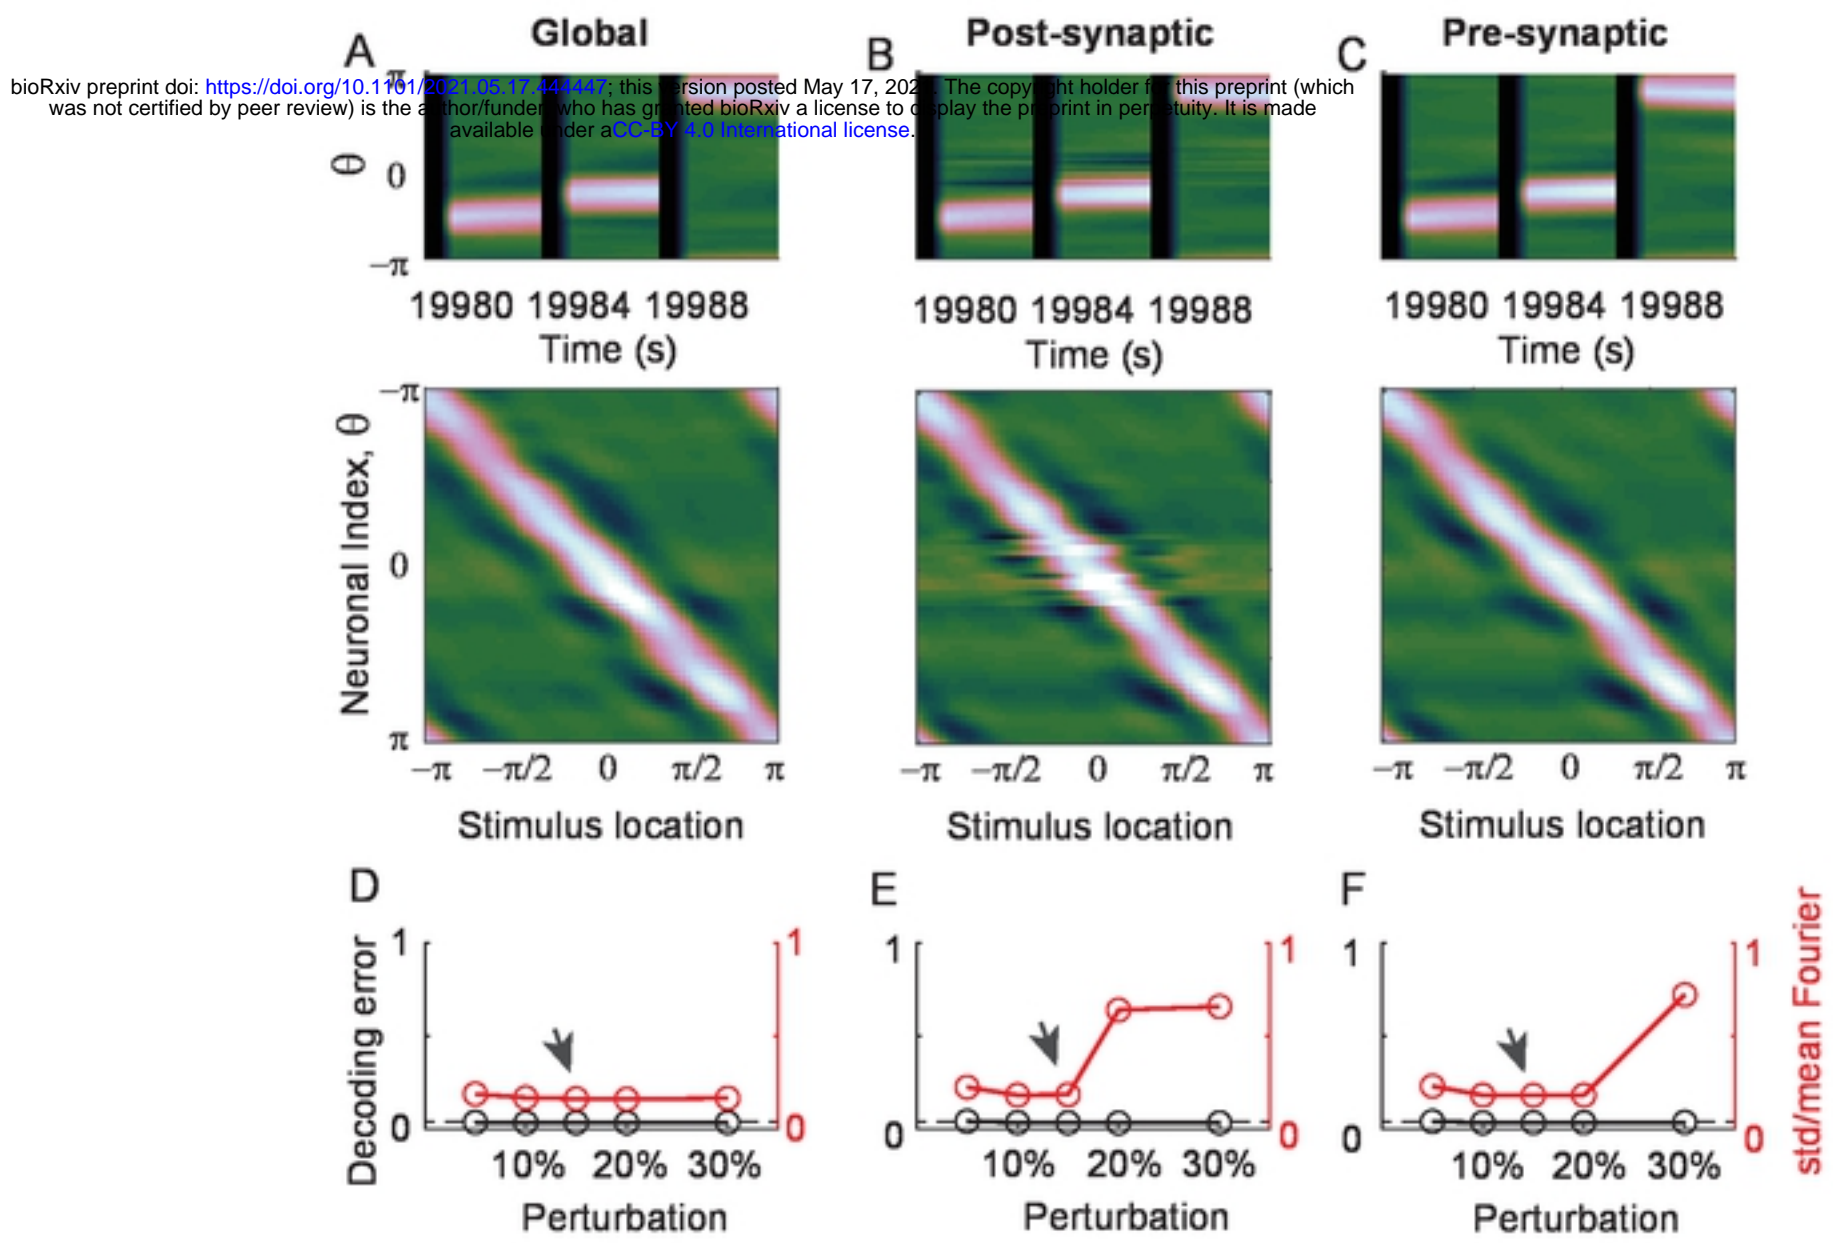 A Global B Post-synaptic C Pre-synaptic
π
bioRxiv preprint doi: https://doi.org/10.1101/2021.05.17.444447; this version posted May 17, 2021. The copyright holder for this preprint (which
was not certified by peer review) is the author/funder, who has granted bioRxiv a license to display the preprint in perpetuity. It is made
available under aCC-BY 4.0 International license.
θ 0
−π
19980 19984 19988 19980 19984 19988 19980 19984 19988
Time (s) Time (s) Time (s)
−π
Neuronal Index, θ
0
π
−π −π/2 0 π/2 π −π −π/2 0 π/2 π −π −π/2 0 π/2 π
Stimulus location Stimulus location Stimulus location
D E F
Decoding error
1 1 1 1 1 1
0 0 0 0 0 0
std/mean Fourier
10% 20% 30% 10% 20% 30% 10% 20% 30%
Perturbation Perturbation Perturbation